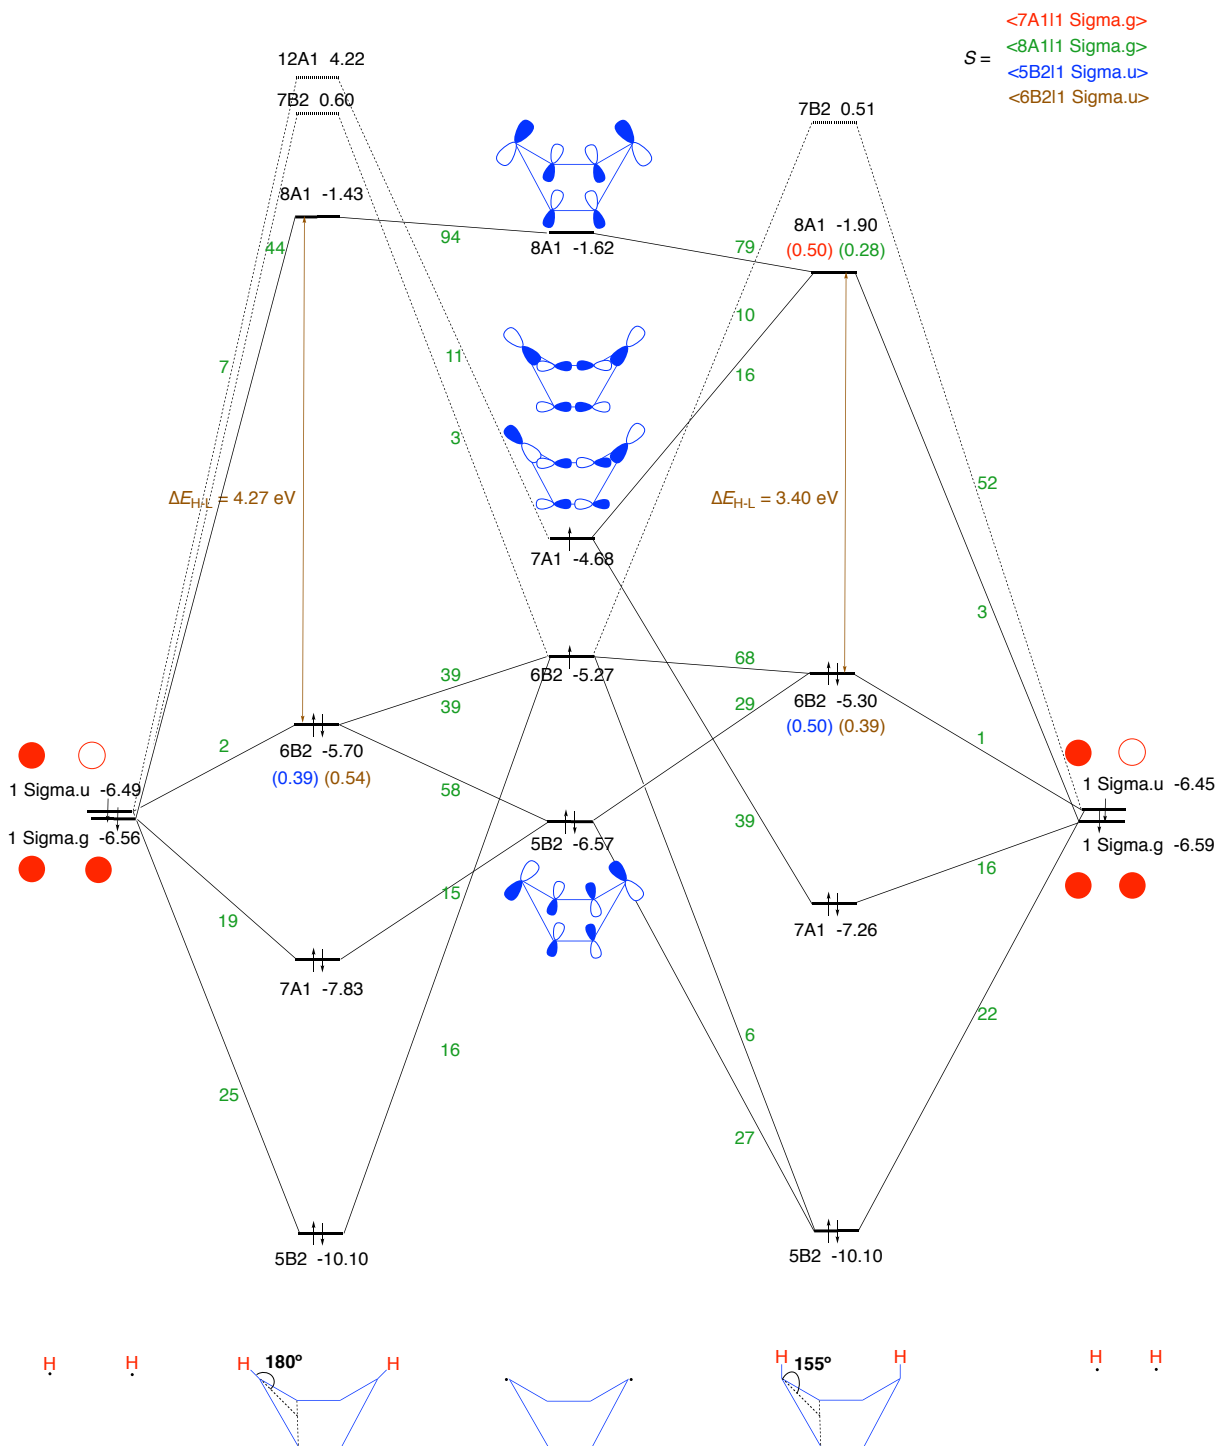 <7A1|1 Sigma.g>
<8A1|1 Sigma.g>
S =
<5B2|1 Sigma.u>
<6B2|1 Sigma.u>
12A1 4.22
7B2 0.60
7B2 0.51
8A1 -1.43
8A1 -1.62
8A1 -1.90
(0.50) (0.28)
44
94
79
10
7
11
16
3
52
ΔE_H-L = 4.27 eV
ΔE_H-L = 3.40 eV
7A1 -4.68
3
39
6B2 -5.27
68
39
29
6B2 -5.30
(0.50) (0.39)
2
6B2 -5.70
(0.39) (0.54)
1
1 Sigma.u -6.49
58
1 Sigma.u -6.45
39
1 Sigma.g -6.56
5B2 -6.57
1 Sigma.g -6.59
15
16
19
7A1 -7.26
7A1 -7.83
22
6
16
25
27
5B2 -10.10
5B2 -10.10
H
H
H
180º
H
H
155º
H
H
H